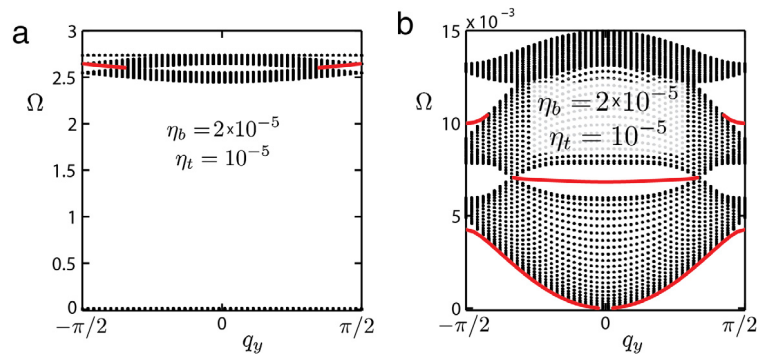 a
3
2.5
2
1.5
1
0.5
0
Ω
η_b = 2×10⁻⁵
η_t = 10⁻⁵
−π/2
0
π/2
q_y
b
15 x 10⁻³
10
5
0
Ω
η_b = 2×10⁻⁵
η_t = 10⁻⁵
−π/2
0
π/2
q_y